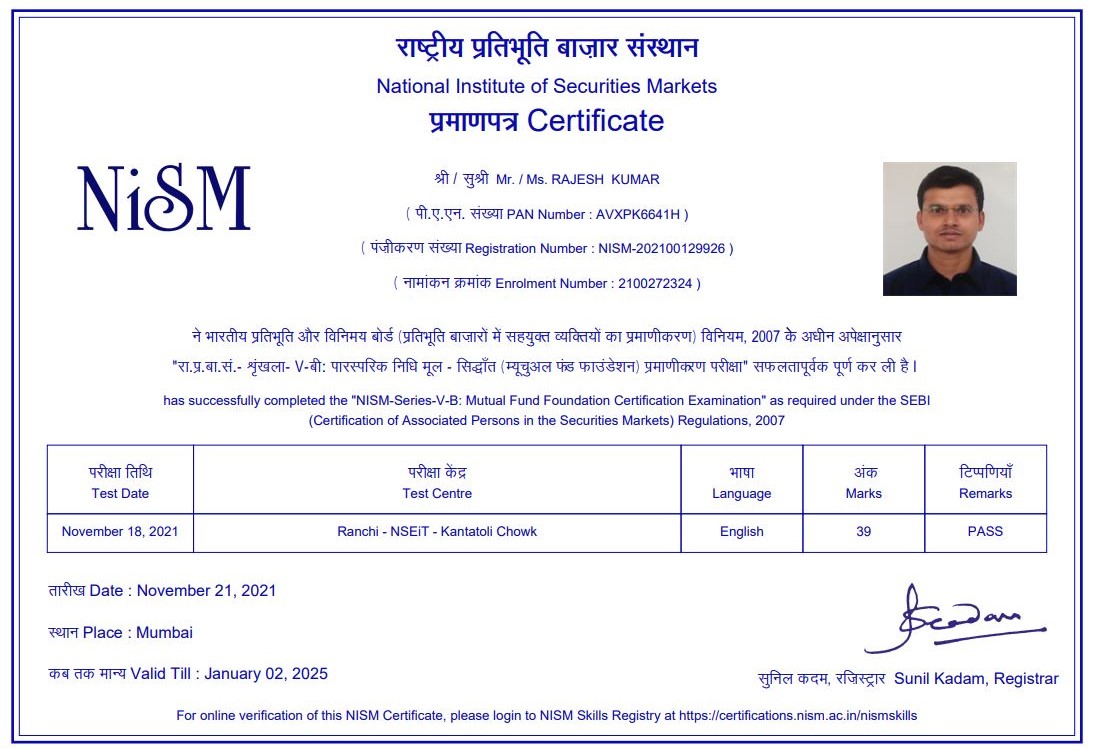 राष्ट्रीय प्रतिभूति बाज़ार संस्थान
National Institute of Securities Markets
प्रमाणपत्र Certificate
NiSM
श्री / सुश्री Mr. / Ms. RAJESH KUMAR
( पी.ए.एन. संख्या PAN Number : AVXPK6641H )
( पंजीकरण संख्या Registration Number : NISM-202100129926 )
( नामांकन क्रमांक Enrolment Number : 2100272324 )
ने भारतीय प्रतिभूति और विनिमय बोर्ड (प्रतिभूति बाजारों में सहयुक्त व्यक्तियों का प्रमाणीकरण) विनियम, 2007 के अधीन अपेक्षानुसार
"रा.प्र.बा.सं.- शृंखला- V-बी: पारस्परिक निधि मूल - सिद्धाँत (म्यूचुअल फंड फाउंडेशन) प्रमाणीकरण परीक्षा" सफलतापूर्वक पूर्ण कर ली है।
has successfully completed the "NISM-Series-V-B: Mutual Fund Foundation Certification Examination" as required under the SEBI
(Certification of Associated Persons in the Securities Markets) Regulations, 2007
परीक्षा तिथि परीक्षा केंद्र भाषा अंक टिप्पणियाँ
Test Date Test Centre Language Marks Remarks
November 18, 2021 Ranchi - NSEiT - Kantatoli Chowk English 39 PASS
तारीख Date : November 21, 2021
स्थान Place : Mumbai
कब तक मान्य Valid Till : January 02, 2025
सुनिल कदम, रजिस्ट्रार Sunil Kadam, Registrar
For online verification of this NISM Certificate, please login to NISM Skills Registry at https://certifications.nism.ac.in/nismskills